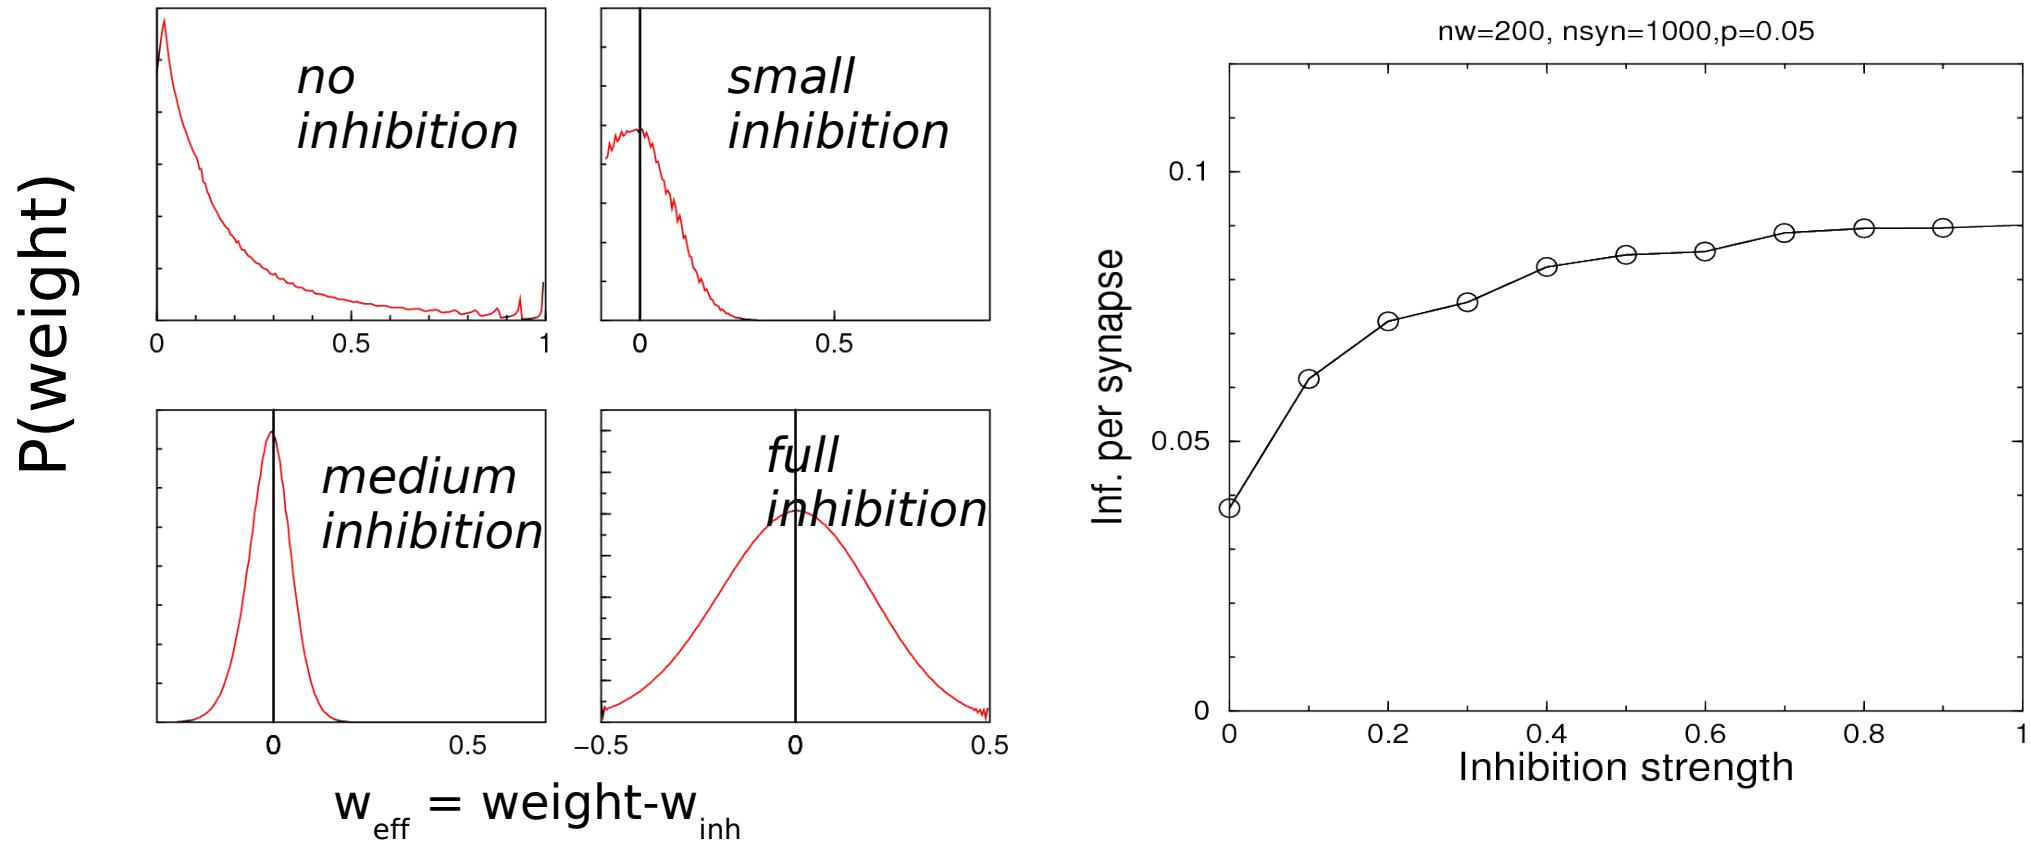 P(weight)
no
inhibition
0
0.5
1
small
inhibition
0
0.5
medium
inhibition
0
0.5
full
inhibition
−0.5
0
0.5
w_eff = weight-w_inh
nw=200, nsyn=1000,p=0.05
Inf. per synapse
0.1
0.05
0
0
0.2
0.4
0.6
0.8
1
Inhibition strength